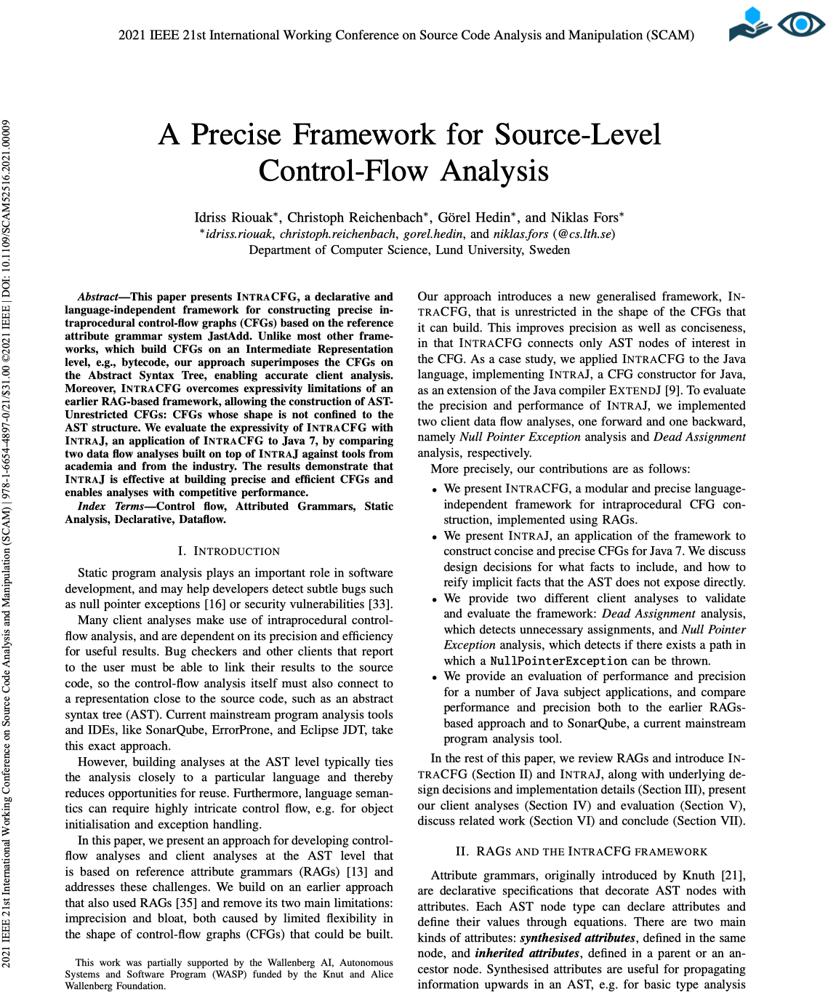 2021 IEEE 21st International Working Conference on Source Code Analysis and Manipulation (SCAM)
2021 IEEE 21st International Working Conference on Source Code Analysis and Manipulation (SCAM) | 978-1-6654-4897-0/21/$31.00 ©2021 IEEE | DOI: 10.1109/SCAM52516.2021.00009
A Precise Framework for Source-Level
Control-Flow Analysis
Idriss Riouak*, Christoph Reichenbach*, Görel Hedin*, and Niklas Fors*
*idriss.riouak, christoph.reichenbach, gorel.hedin, and niklas.fors (@cs.lth.se)
Department of Computer Science, Lund University, Sweden
Abstract—This paper presents INTRACFG, a declarative and
language-independent framework for constructing precise in-
traprocedural control-flow graphs (CFGs) based on the reference
attribute grammar system JastAdd. Unlike most other frame-
works, which build CFGs on an Intermediate Representation
level, e.g., bytecode, our approach superimposes the CFGs on
the Abstract Syntax Tree, enabling accurate client analysis.
Moreover, INTRACFG overcomes expressivity limitations of an
earlier RAG-based framework, allowing the construction of AST-
Unrestricted CFGs: CFGs whose shape is not confined to the
AST structure. We evaluate the expressivity of INTRACFG with
INTRAJ, an application of INTRACFG to Java 7, by comparing
two data flow analyses built on top of INTRAJ against tools from
academia and from the industry. The results demonstrate that
INTRAJ is effective at building precise and efficient CFGs and
enables analyses with competitive performance.
Index Terms—Control flow, Attributed Grammars, Static
Analysis, Declarative, Dataflow.
I. INTRODUCTION
Static program analysis plays an important role in software
development, and may help developers detect subtle bugs such
as null pointer exceptions [16] or security vulnerabilities [33].
Many client analyses make use of intraprocedural control-
flow analysis, and are dependent on its precision and efficiency
for useful results. Bug checkers and other clients that report
to the user must be able to link their results to the source
code, so the control-flow analysis itself must also connect to
a representation close to the source code, such as an abstract
syntax tree (AST). Current mainstream program analysis tools
and IDEs, like SonarQube, ErrorProne, and Eclipse JDT, take
this exact approach.
However, building analyses at the AST level typically ties
the analysis closely to a particular language and thereby
reduces opportunities for reuse. Furthermore, language seman-
tics can require highly intricate control flow, e.g. for object
initialisation and exception handling.
In this paper, we present an approach for developing control-
flow analyses and client analyses at the AST level that
is based on reference attribute grammars (RAGs) [13] and
addresses these challenges. We build on an earlier approach
that also used RAGs [35] and remove its two main limitations:
imprecision and bloat, both caused by limited flexibility in
the shape of control-flow graphs (CFGs) that could be built.
This work was partially supported by the Wallenberg AI, Autonomous
Systems and Software Program (WASP) funded by the Knut and Alice
Wallenberg Foundation.
Our approach introduces a new generalised framework, IN-
TRACFG, that is unrestricted in the shape of the CFGs that
it can build. This improves precision as well as conciseness,
in that INTRACFG connects only AST nodes of interest in
the CFG. As a case study, we applied INTRACFG to the Java
language, implementing INTRAJ, a CFG constructor for Java,
as an extension of the Java compiler EXTENDJ [9]. To evaluate
the precision and performance of INTRAJ, we implemented
two client data flow analyses, one forward and one backward,
namely Null Pointer Exception analysis and Dead Assignment
analysis, respectively.
More precisely, our contributions are as follows:
• We present INTRACFG, a modular and precise language-
independent framework for intraprocedural CFG con-
struction, implemented using RAGs.
• We present INTRAJ, an application of the framework to
construct concise and precise CFGs for Java 7. We discuss
design decisions for what facts to include, and how to
reify implicit facts that the AST does not expose directly.
• We provide two different client analyses to validate
and evaluate the framework: Dead Assignment analysis,
which detects unnecessary assignments, and Null Pointer
Exception analysis, which detects if there exists a path in
which a NullPointerException can be thrown.
• We provide an evaluation of performance and precision
for a number of Java subject applications, and compare
performance and precision both to the earlier RAGs-
based approach and to SonarQube, a current mainstream
program analysis tool.
In the rest of this paper, we review RAGs and introduce IN-
TRACFG (Section II) and INTRAJ, along with underlying de-
sign decisions and implementation details (Section III), present
our client analyses (Section IV) and evaluation (Section V),
discuss related work (Section VI) and conclude (Section VII).
II. RAGS AND THE INTRACFG FRAMEWORK
Attribute grammars, originally introduced by Knuth [21],
are declarative specifications that decorate AST nodes with
attributes. Each AST node type can declare attributes and
define their values through equations. There are two main
kinds of attributes: synthesised attributes, defined in the same
node, and inherited attributes, defined in a parent or an an-
cestor node. Synthesised attributes are useful for propagating
information upwards in an AST, e.g. for basic type analysis